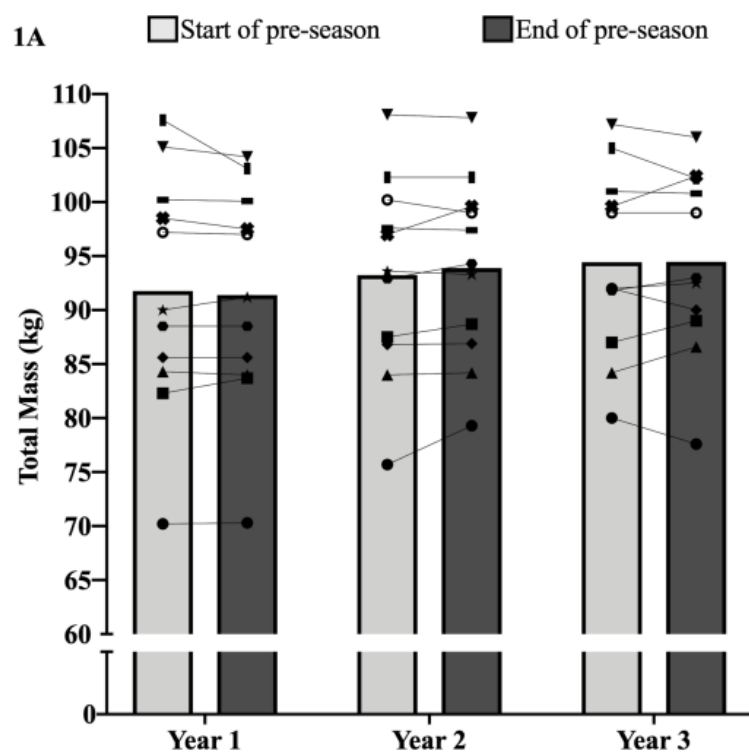 1A
Start of pre-season
End of pre-season
Total Mass (kg)
110
105
100
95
90
85
80
75
70
65
60
0
Year 1
Year 2
Year 3